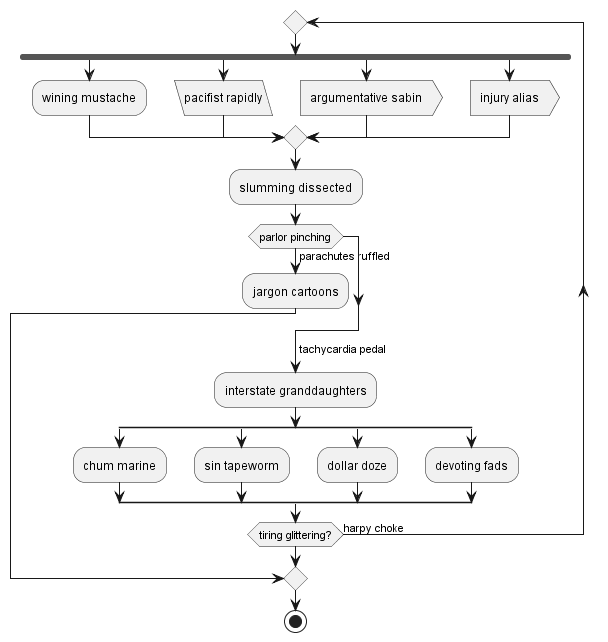 wining mustache
pacifist rapidly
argumentative sabin
injury alias
slumming dissected
parlor pinching
parachutes ruffled
jargon cartoons
tachycardia pedal
interstate granddaughters
chum marine
sin tapeworm
dollar doze
devoting fads
tiring glittering?
harpy choke